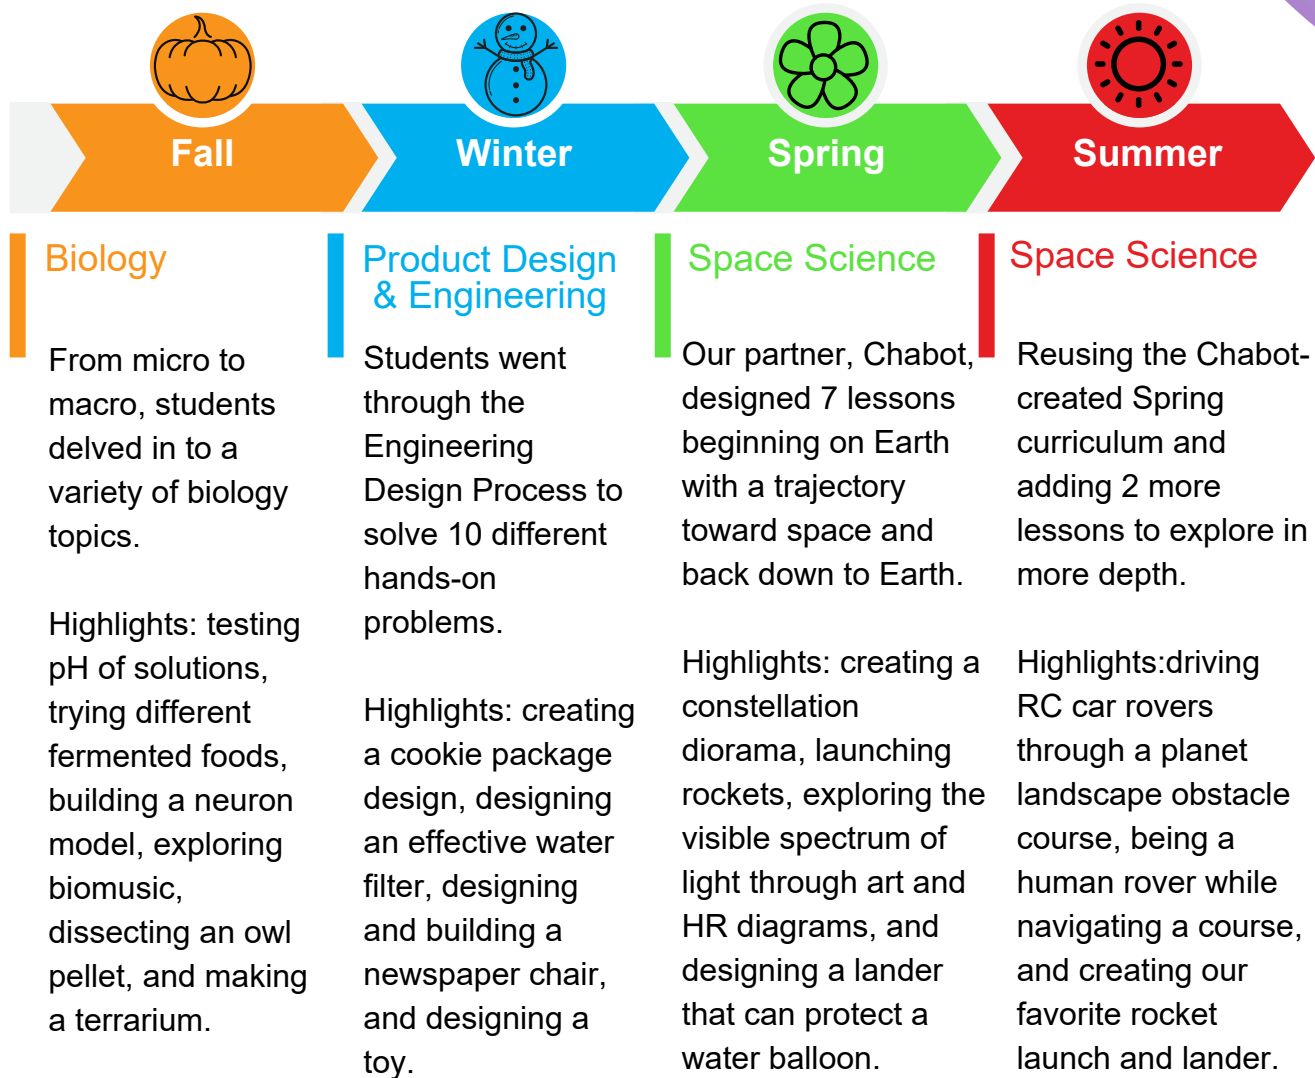 Fall
Winter
Spring
Summer
Biology
From micro to
macro, students
delved in to a
variety of biology
topics.
Highlights: testing
pH of solutions,
trying different
fermented foods,
building a neuron
model, exploring
biomusic,
dissecting an owl
pellet, and making
a terrarium.
Product Design
& Engineering
Students went
through the
Engineering
Design Process to
solve 10 different
hands-on
problems.
Highlights: creating
a cookie package
design, designing
an effective water
filter, designing
and building a
newspaper chair,
and designing a
toy.
Space Science
Our partner, Chabot,
designed 7 lessons
beginning on Earth
with a trajectory
toward space and
back down to Earth.
Highlights: creating a
constellation
diorama, launching
rockets, exploring the
visible spectrum of
light through art and
HR diagrams, and
designing a lander
that can protect a
water balloon.
Space Science
Reusing the Chabot-
created Spring
curriculum and
adding 2 more
lessons to explore in
more depth.
Highlights:driving
RC car rovers
through a planet
landscape obstacle
course, being a
human rover while
navigating a course,
and creating our
favorite rocket
launch and lander.